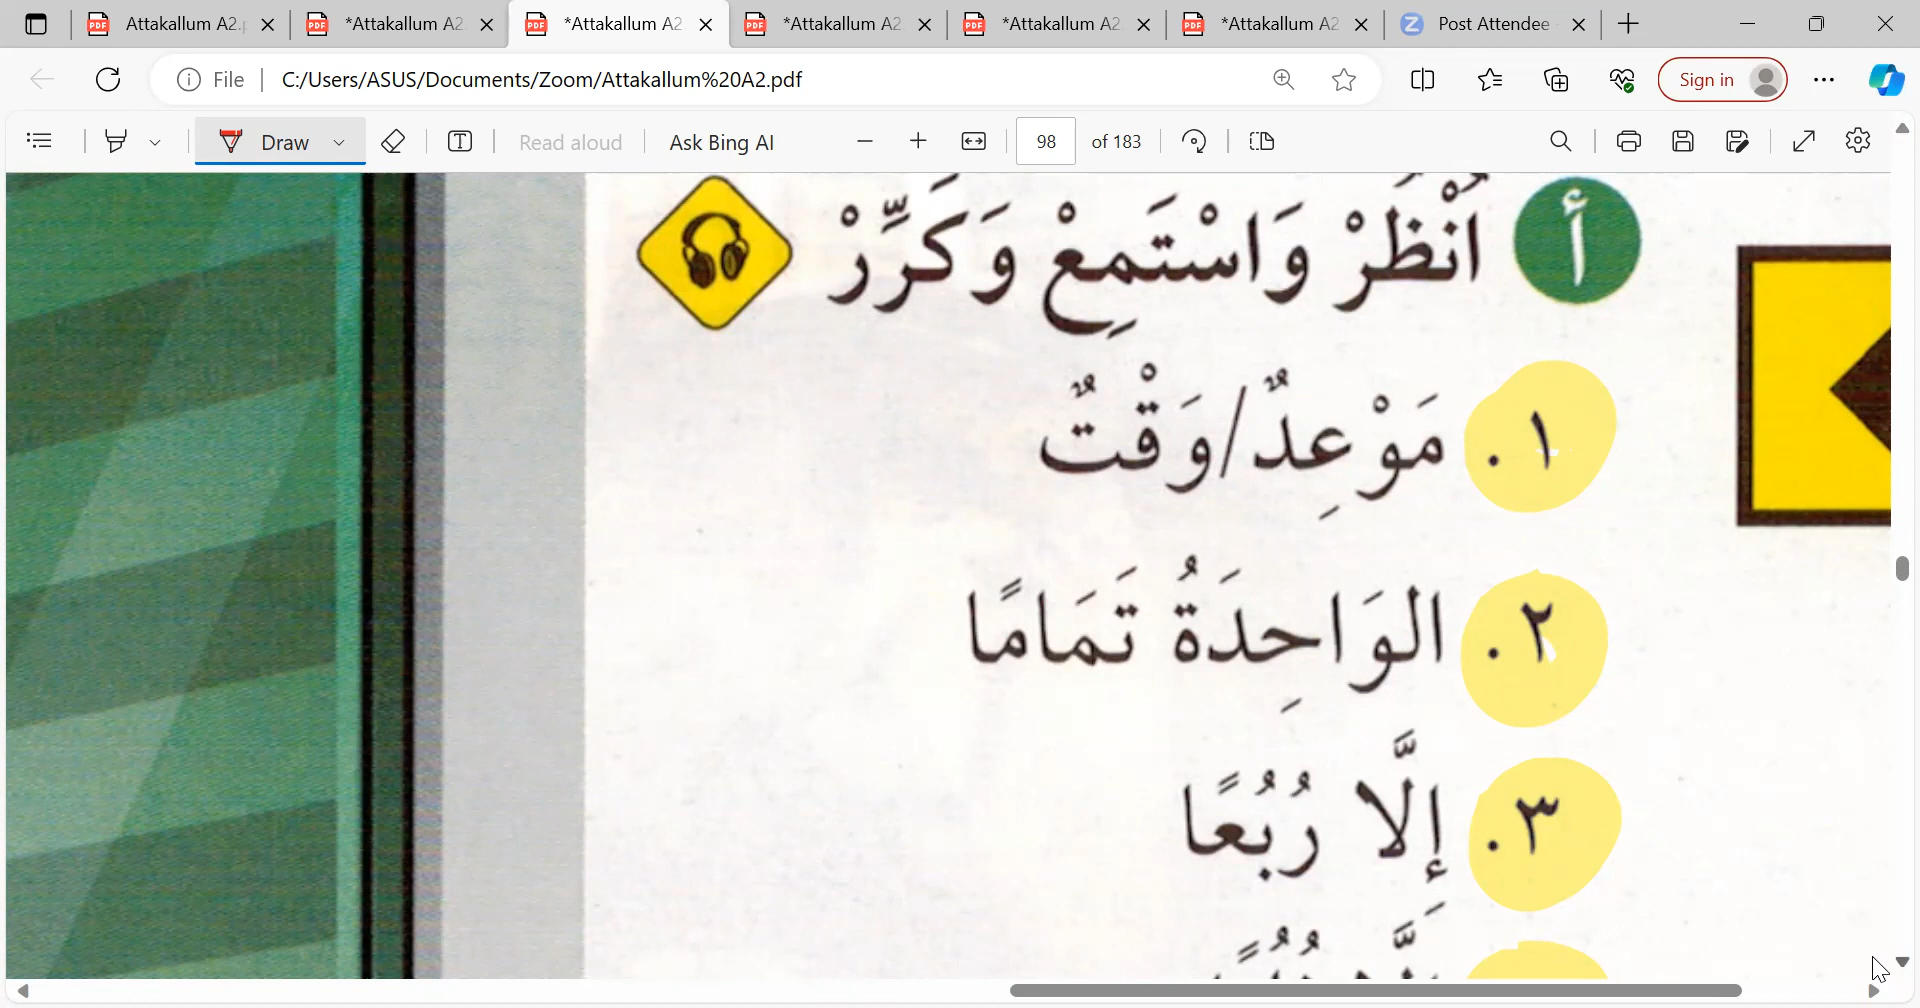 Attakallum A2.p
*Attakallum A2
*Attakallum A2
*Attakallum A2
*Attakallum A2
*Attakallum A2
Post Attendee -
File
C:/Users/ASUS/Documents/Zoom/Attakallum%20A2.pdf
Sign in
Draw
Read aloud
Ask Bing AI
98 of 183
أ اُنْظُرْ وَاسْتَمِعْ وَكَرِّرْ
١. مَوْعِدٌ/وَقْتٌ
٢. الوَاحِدَةُ تَمَامًا
٣. إِلَّا رُبُعًا